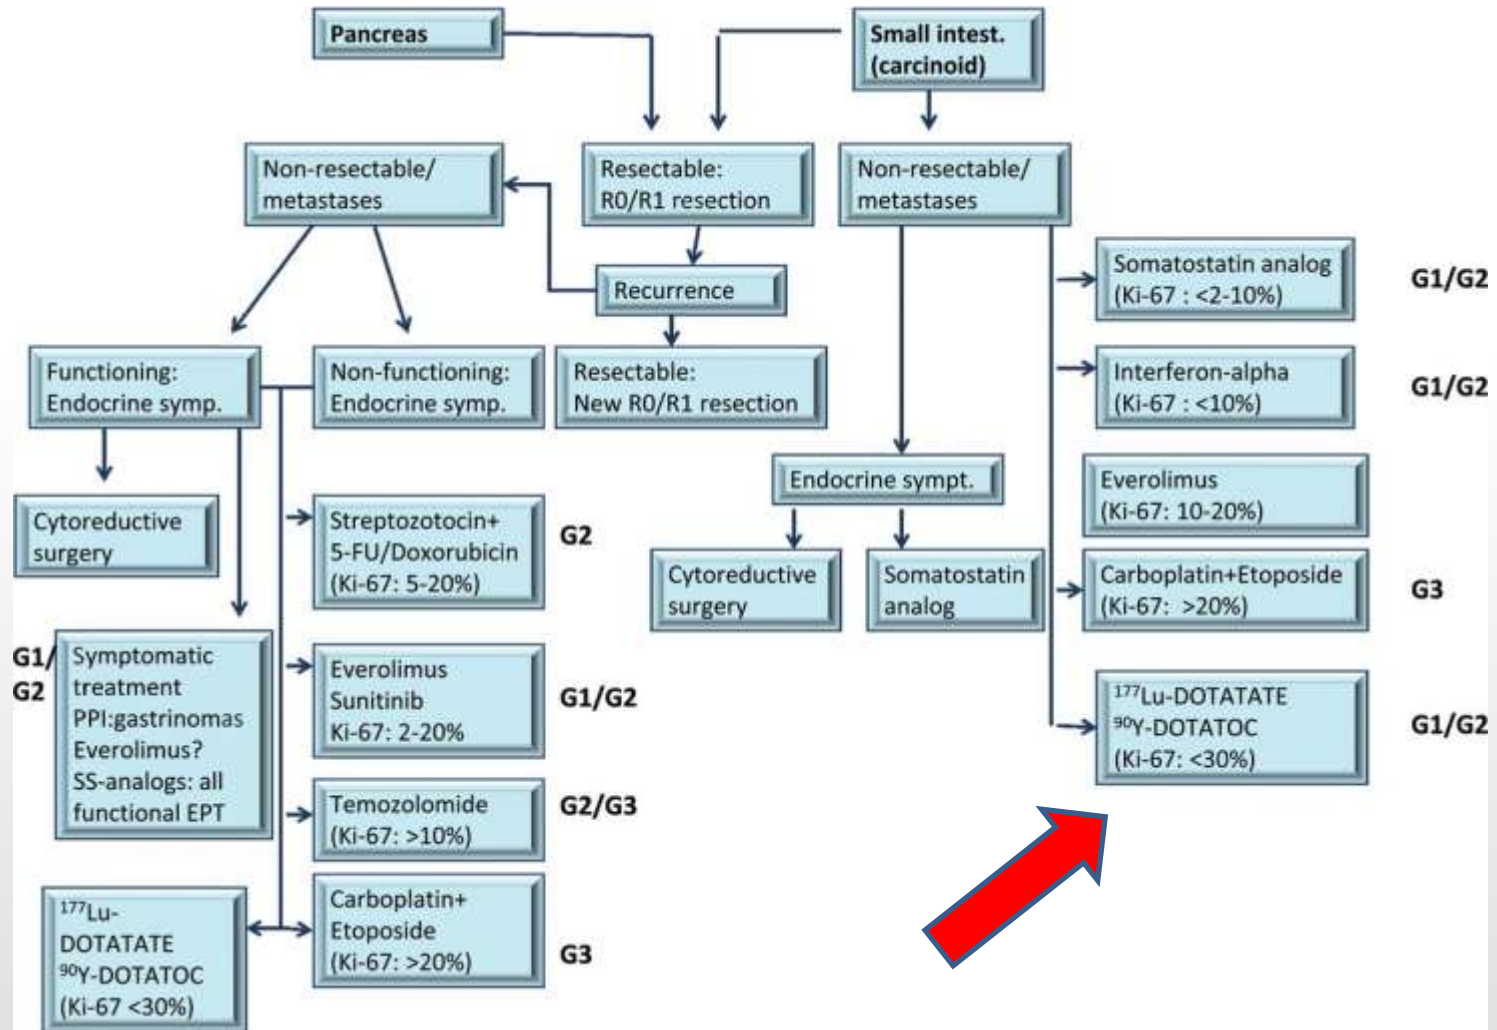 Pancreas
Small intest.
(carcinoid)
Non-resectable/
metastases
Resectable:
R0/R1 resection
Non-resectable/
metastases
Recurrence
Somatostatin analog
(Ki-67 : <2-10%)
G1/G2
Functioning:
Endocrine symp.
Non-functioning:
Endocrine symp.
Resectable:
New R0/R1 resection
Interferon-alpha
(Ki-67 : <10%)
G1/G2
Endocrine sympt.
Everolimus
(Ki-67: 10-20%)
Cytoreductive
surgery
Streptozotocin+
5-FU/Doxorubicin
(Ki-67: 5-20%)
G2
Cytoreductive
surgery
Somatostatin
analog
Carboplatin+Etoposide
(Ki-67:  >20%)
G3
G1/
G2
Symptomatic
treatment
PPI:gastrinomas
Everolimus?
SS-analogs: all
functional EPT
Everolimus
Sunitinib
Ki-67: 2-20%
G1/G2
177Lu-DOTATATE
90Y-DOTATOC
(Ki-67: <30%)
G1/G2
Temozolomide
(Ki-67: >10%)
G2/G3
177Lu-
DOTATATE
90Y-DOTATOC
(Ki-67 <30%)
Carboplatin+
Etoposide
(Ki-67: >20%)
G3